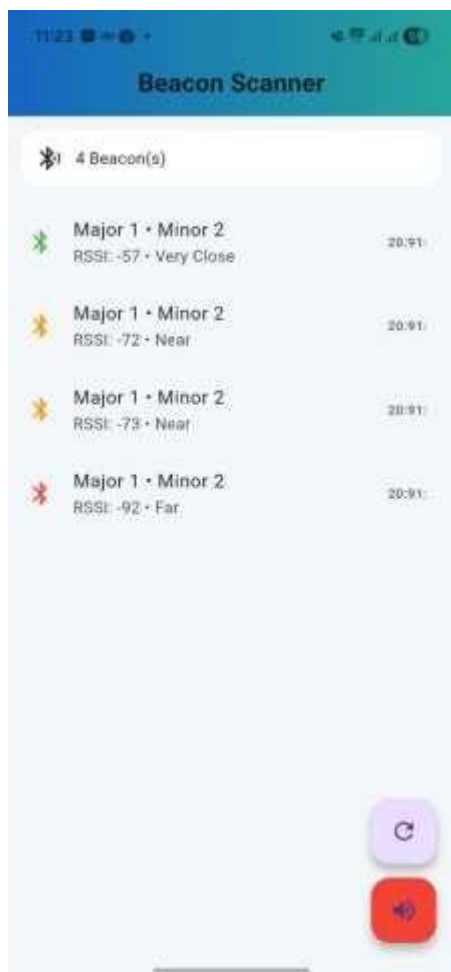 11:23
Beacon Scanner
4 Beacon(s)
Major 1 • Minor 2
RSSI: -57 • Very Close
20:91:
Major 1 • Minor 2
RSSI: -72 • Near
20:91:
Major 1 • Minor 2
RSSI: -73 • Near
20:91:
Major 1 • Minor 2
RSSI: -92 • Far
20:91: